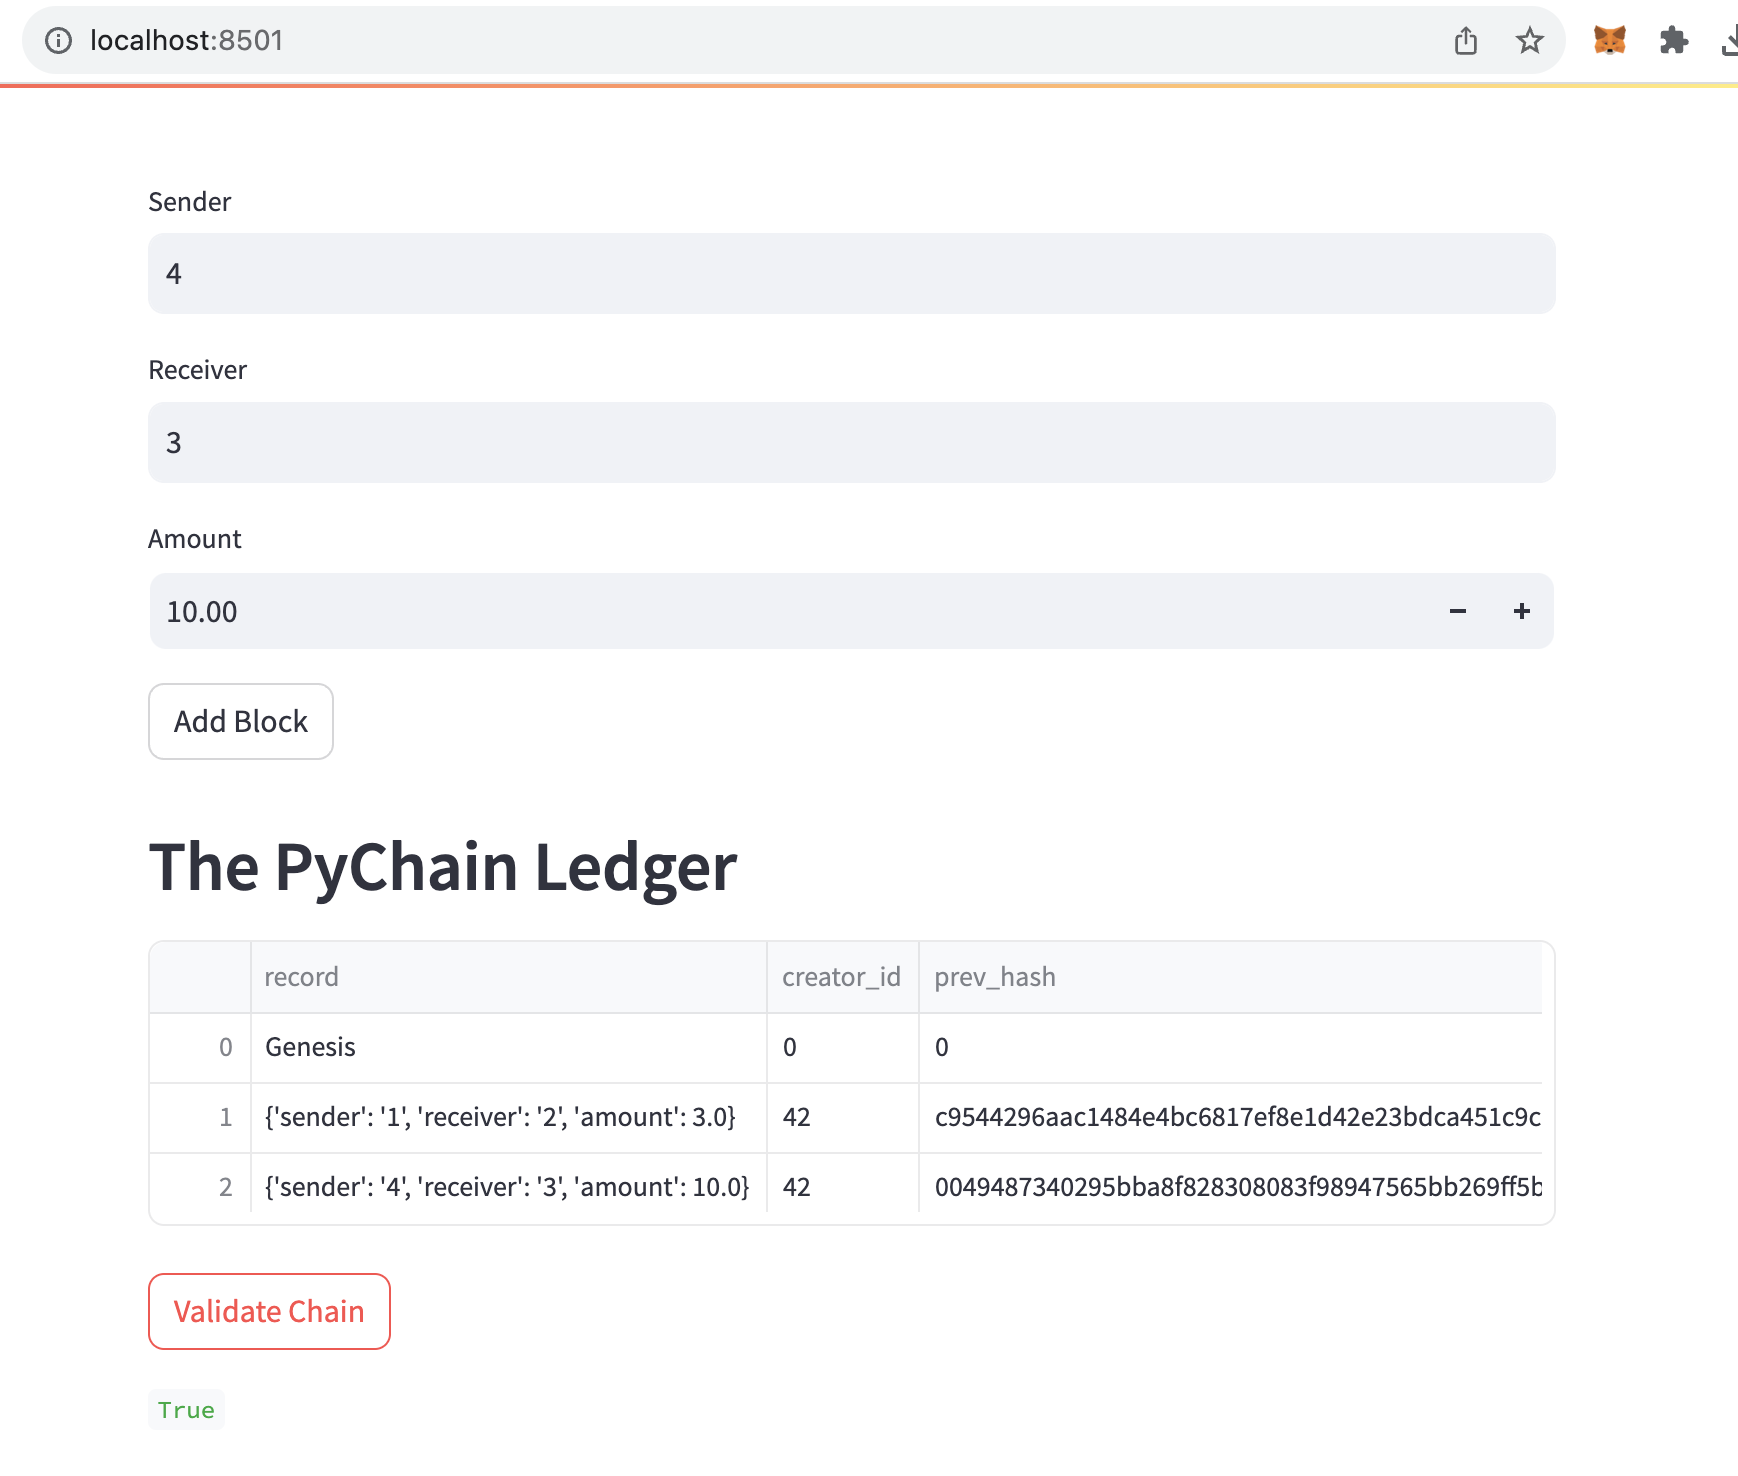 localhost:8501
Sender
4
Receiver
3
Amount
10.00 − +
Add Block
The PyChain Ledger
record creator_id prev_hash
0 Genesis 0 0
1 {'sender': '1', 'receiver': '2', 'amount': 3.0} 42 c9544296aac1484e4bc6817ef8e1d42e23bdca451c9c
2 {'sender': '4', 'receiver': '3', 'amount': 10.0} 42 0049487340295bba8f828308083f98947565bb269ff5b
Validate Chain
True